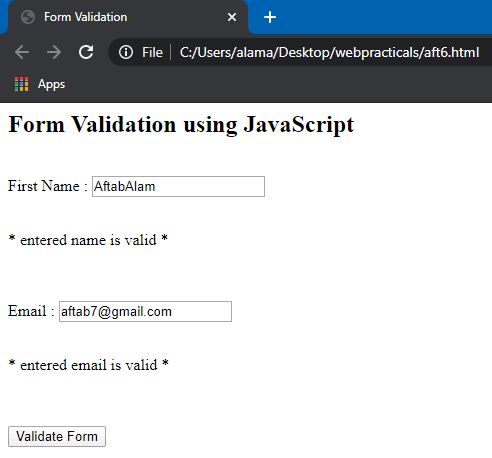 Form Validation
File C:/Users/alama/Desktop/webpracticals/aft6.html
Apps
Form Validation using JavaScript
First Name : AftabAlam
* entered name is valid *
Email : aftab7@gmail.com
* entered email is valid *
Validate Form